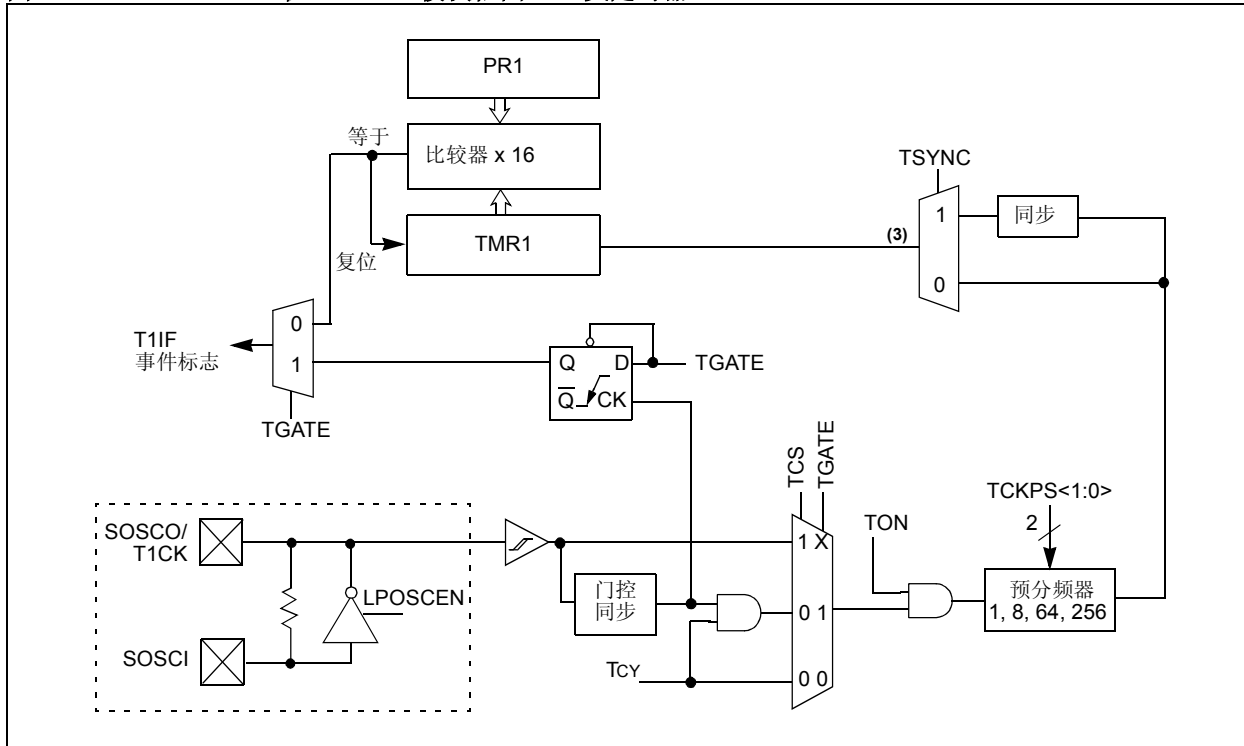 PR1
等于
比较器 x 16
TSYNC
1
同步
(3)
TMR1
复位
0
0
T1IF
事件标志
1
Q
D
TGATE
Q
CK
TGATE
TCS
TGATE
TCKPS<1:0>
2
SOSCO/
T1CK
TON
1 X
门控
同步
预分频器
1, 8, 64, 256
LPOSCEN
0 1
SOSCI
TCY
0 0